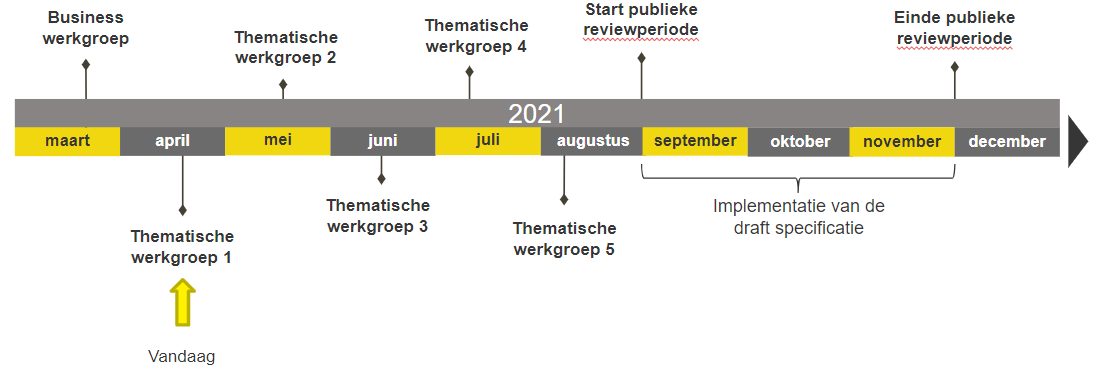 Business
werkgroep
Thematische
werkgroep 2
Thematische
werkgroep 4
Start publieke
reviewperiode
Einde publieke
reviewperiode
2021
maart april mei juni juli augustus september oktober november december
Thematische
werkgroep 1
Thematische
werkgroep 3
Thematische
werkgroep 5
Implementatie van de
draft specificatie
Vandaag